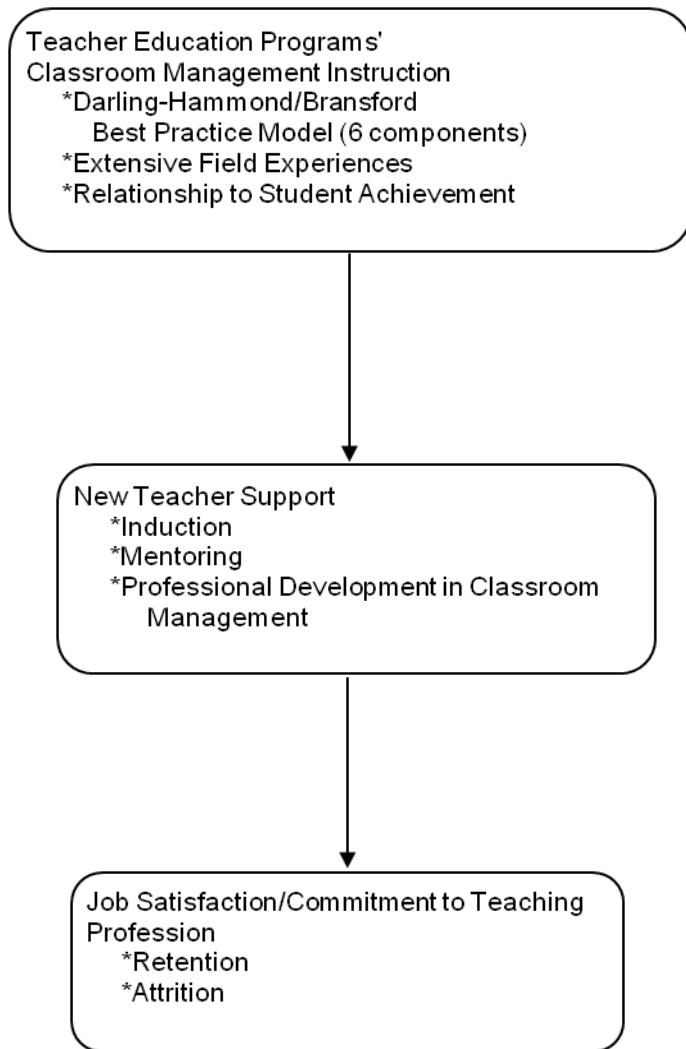 Teacher Education Programs'
Classroom Management Instruction
*Darling-Hammond/Bransford
Best Practice Model (6 components)
*Extensive Field Experiences
*Relationship to Student Achievement
New Teacher Support
*Induction
*Mentoring
*Professional Development in Classroom
Management
Job Satisfaction/Commitment to Teaching
Profession
*Retention
*Attrition